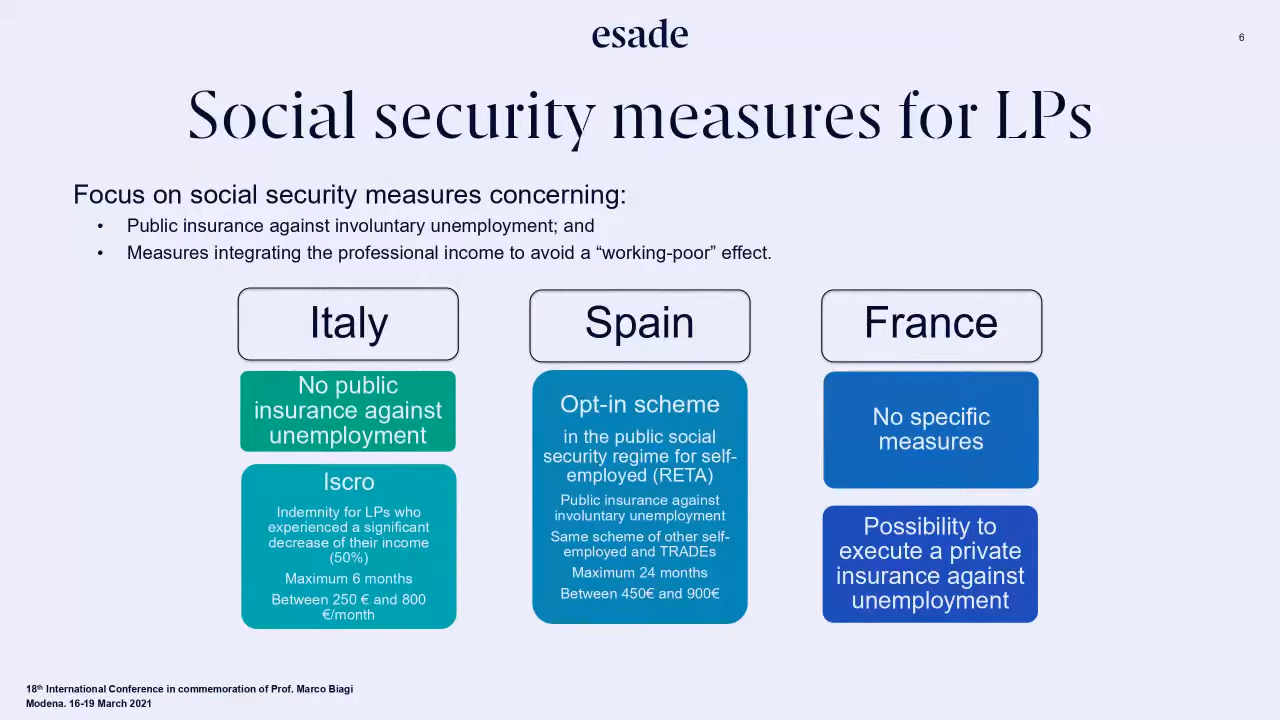 esade
6
Social security measures for LPs
Focus on social security measures concerning:
• Public insurance against involuntary unemployment; and
• Measures integrating the professional income to avoid a “working-poor” effect.
Italy
No public
insurance against
unemployment
Iscro
Indemnity for LPs who
experienced a significant
decrease of their income
(50%)
Maximum 6 months
Between 250 € and 800
€/month
Spain
Opt-in scheme
in the public social
security regime for self-
employed (RETA)
Public insurance against
involuntary unemployment
Same scheme of other self-
employed and TRADEs
Maximum 24 months
Between 450€ and 900€
France
No specific
measures
Possibility to
execute a private
insurance against
unemployment
18th International Conference in commemoration of Prof. Marco Biagi
Modena. 16-19 March 2021